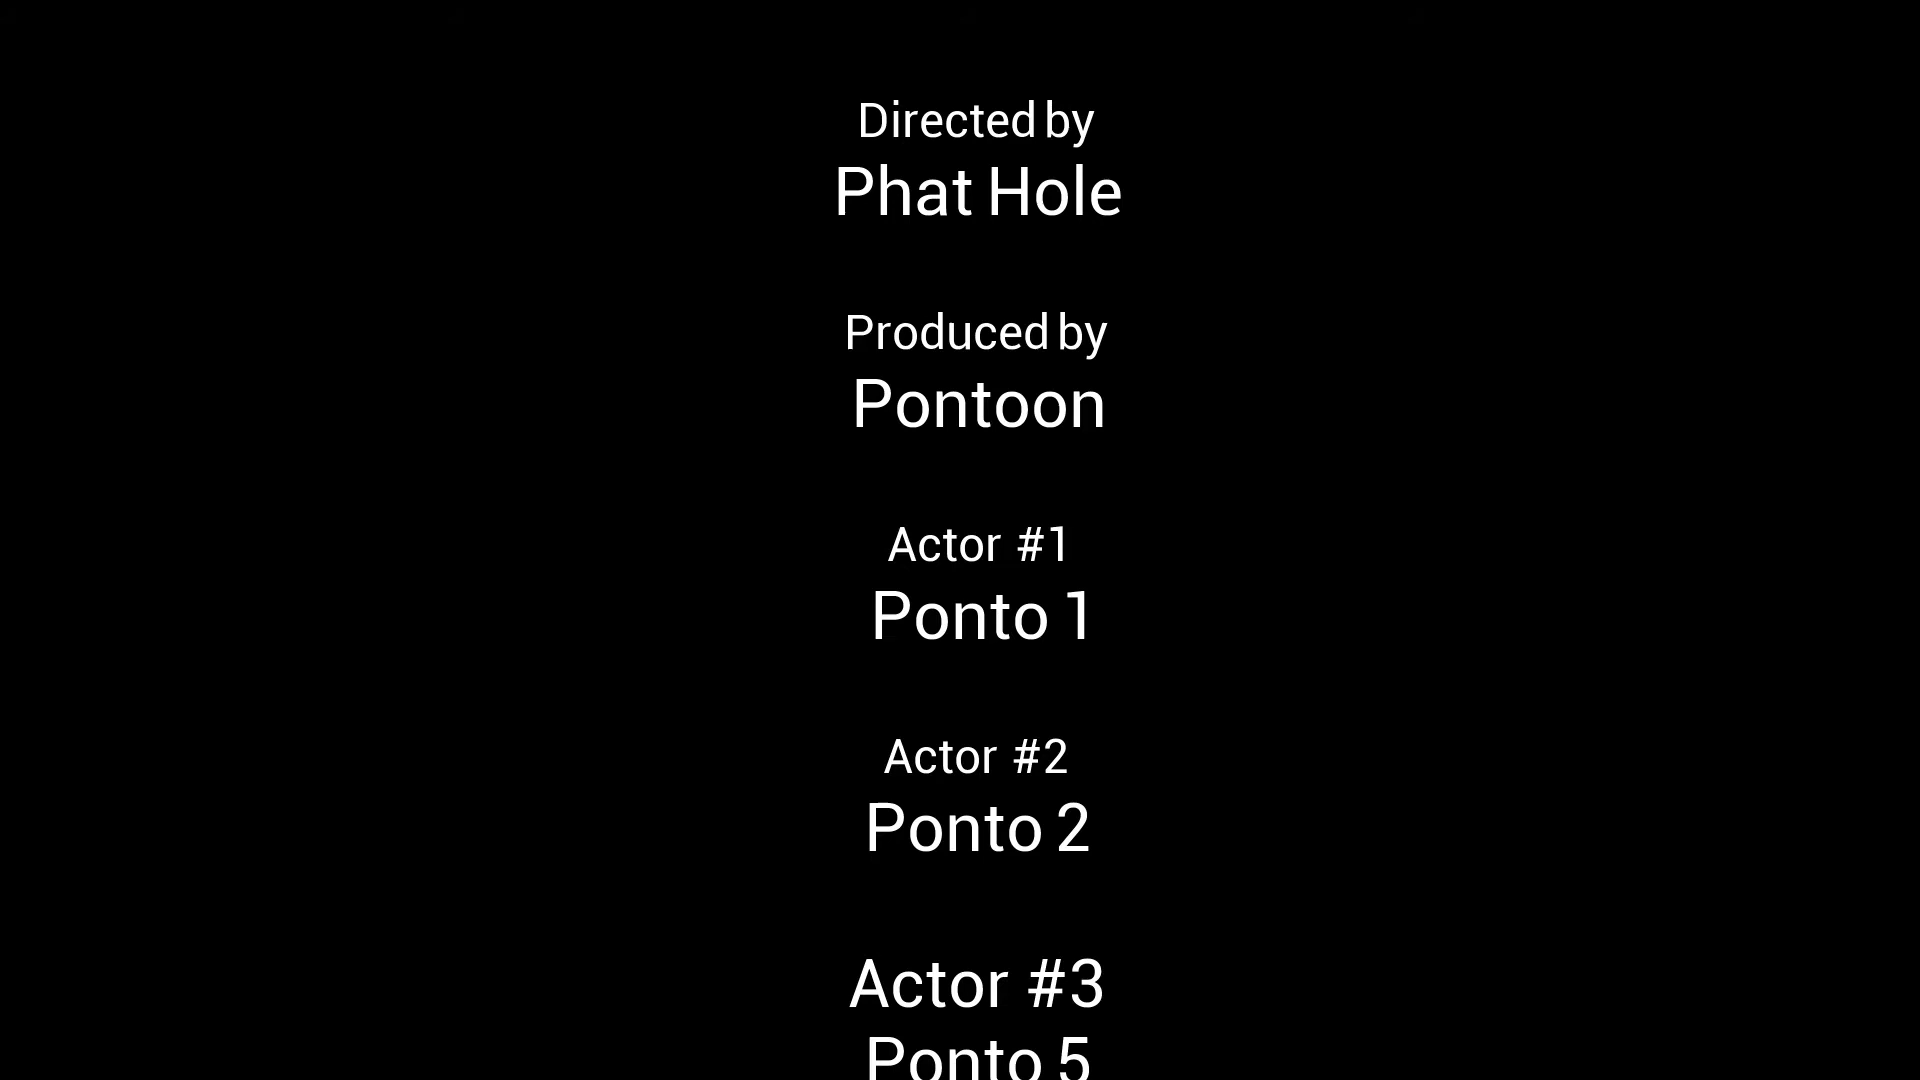 Directed by
Phat Hole
Produced by
Pontoon
Actor #1
Ponto 1
Actor #2
Ponto 2
Actor #3
Ponto 5